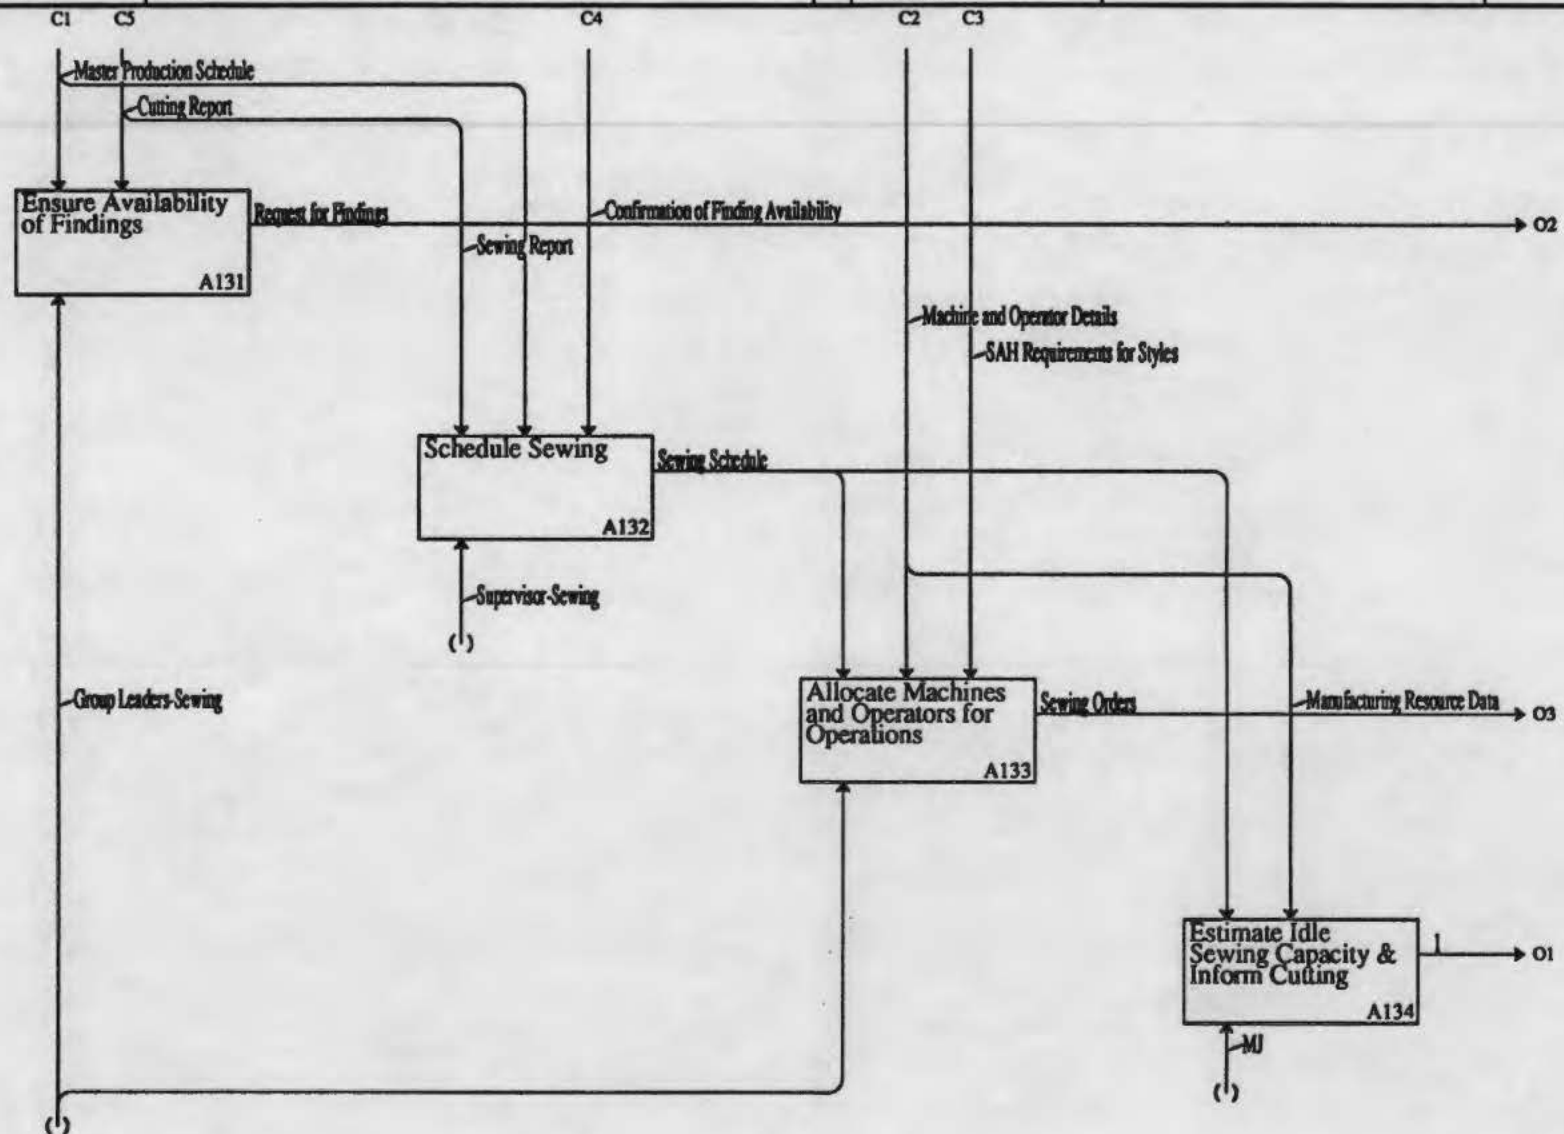 C1 C5 C4 C2 C3
Master Production Schedule
Cutting Report
Ensure Availability
of Findings
A131
Request for Findings
Confirmation of Finding Availability
O2
Sewing Report
Machine and Operator Details
SAH Requirements for Styles
Schedule Sewing
A132
Sewing Schedule
Supervisor-Sewing
( )
Group Leaders-Sewing
Allocate Machines
and Operators for
Operations
A133
Sewing Orders
Manufacturing Resource Data
O3
Estimate Idle
Sewing Capacity &
Inform Cutting
A134
1
O1
MJ
( )
( )